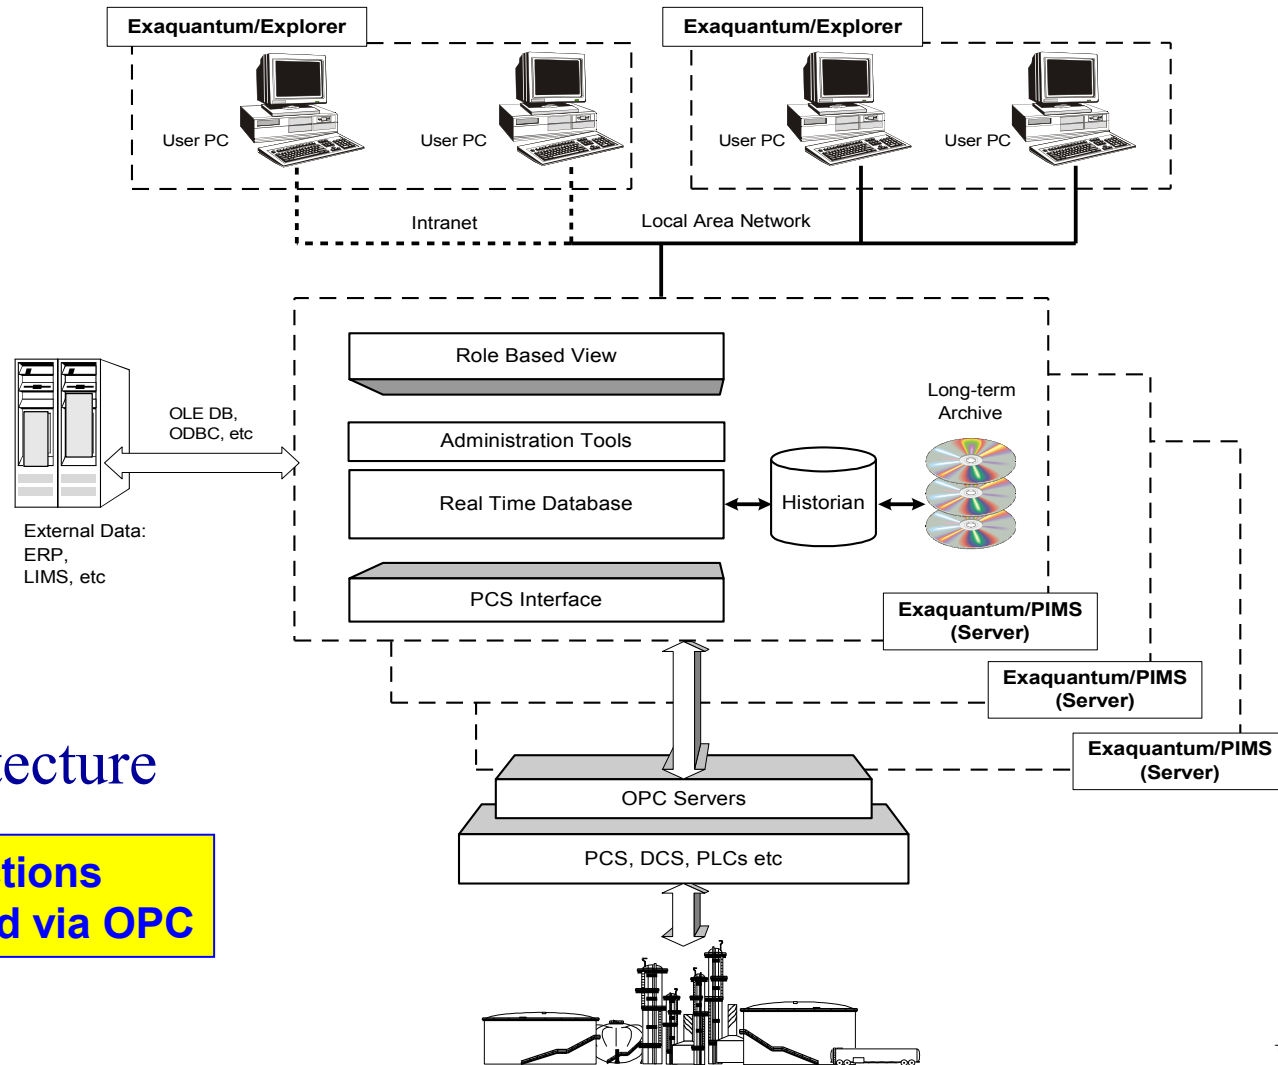 Exaquantum/Explorer
Exaquantum/Explorer
User PC
User PC
User PC
User PC
Intranet
Local Area Network
Role Based View
Long-term
Archive
OLE DB,
ODBC, etc
Administration Tools
Real Time Database
Historian
External Data:
ERP,
LIMS, etc
PCS Interface
Exaquantum/PIMS
(Server)
Exaquantum/PIMS
(Server)
Exaquantum/PIMS
(Server)
tecture
OPC Servers
PCS, DCS, PLCs etc
ctions
d via OPC